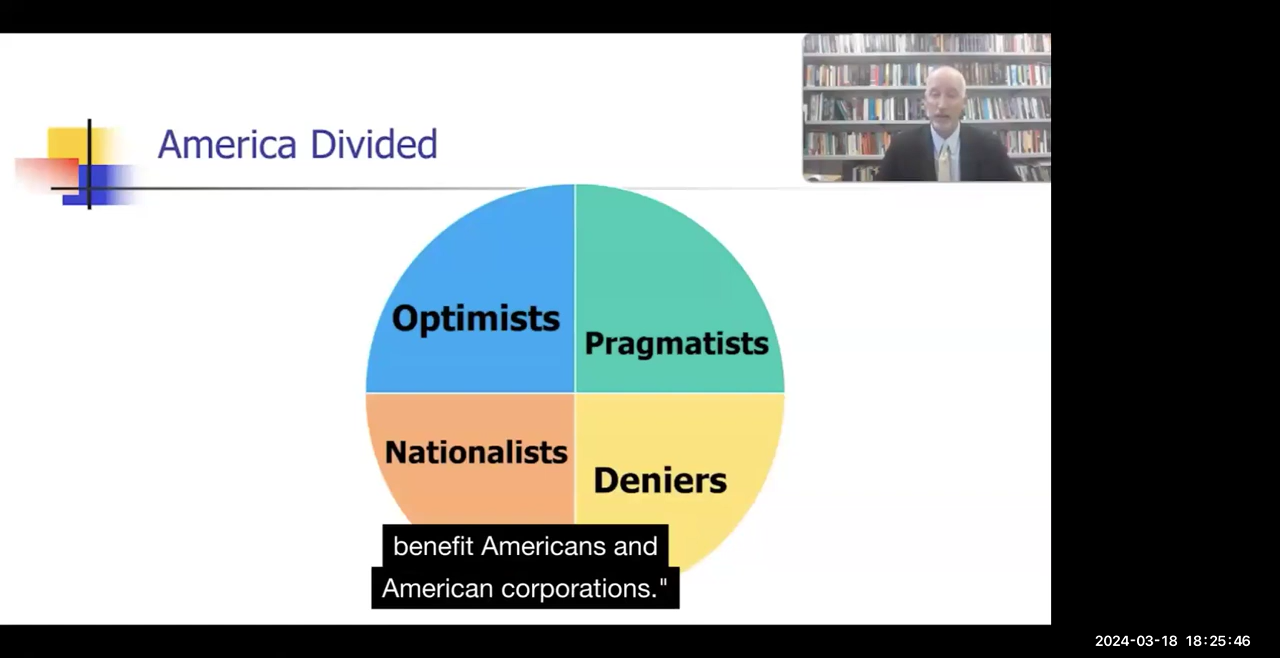 America Divided
Optimists
Pragmatists
Nationalists
Deniers
benefit Americans and
American corporations."
2024-03-18 18:25:46